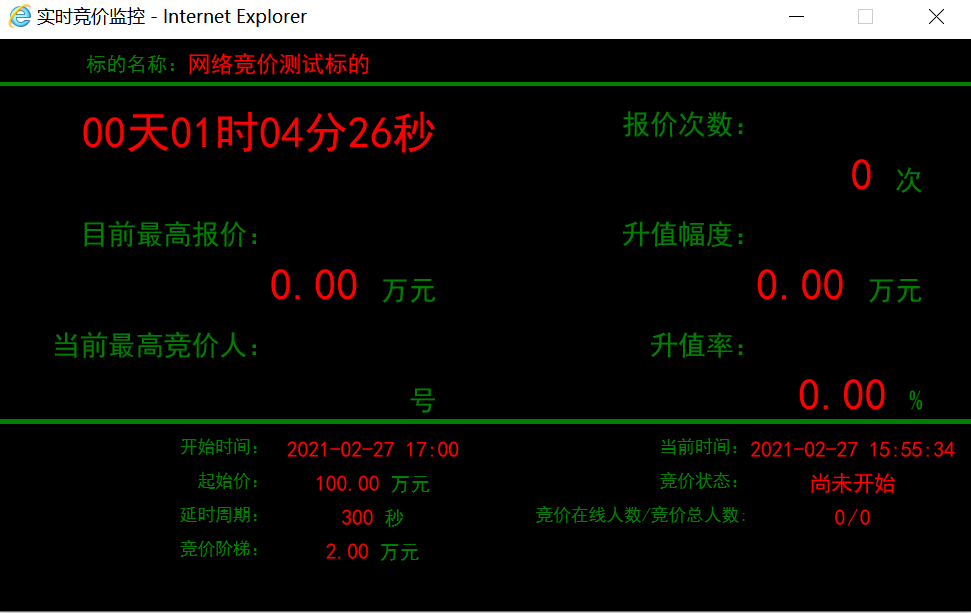 实时竞价监控 - Internet Explorer
标的名称：网络竞价测试标的
00天01时04分26秒
报价次数：
0 次
目前最高报价：
升值幅度：
0.00 万元
0.00 万元
当前最高竞价人：
升值率：
号
0.00 %
开始时间： 2021-02-27 17:00
当前时间： 2021-02-27 15:55:34
起始价： 100.00 万元
竞价状态： 尚未开始
延时周期： 300 秒
竞价在线人数/竞价总人数： 0/0
竞价阶梯： 2.00 万元